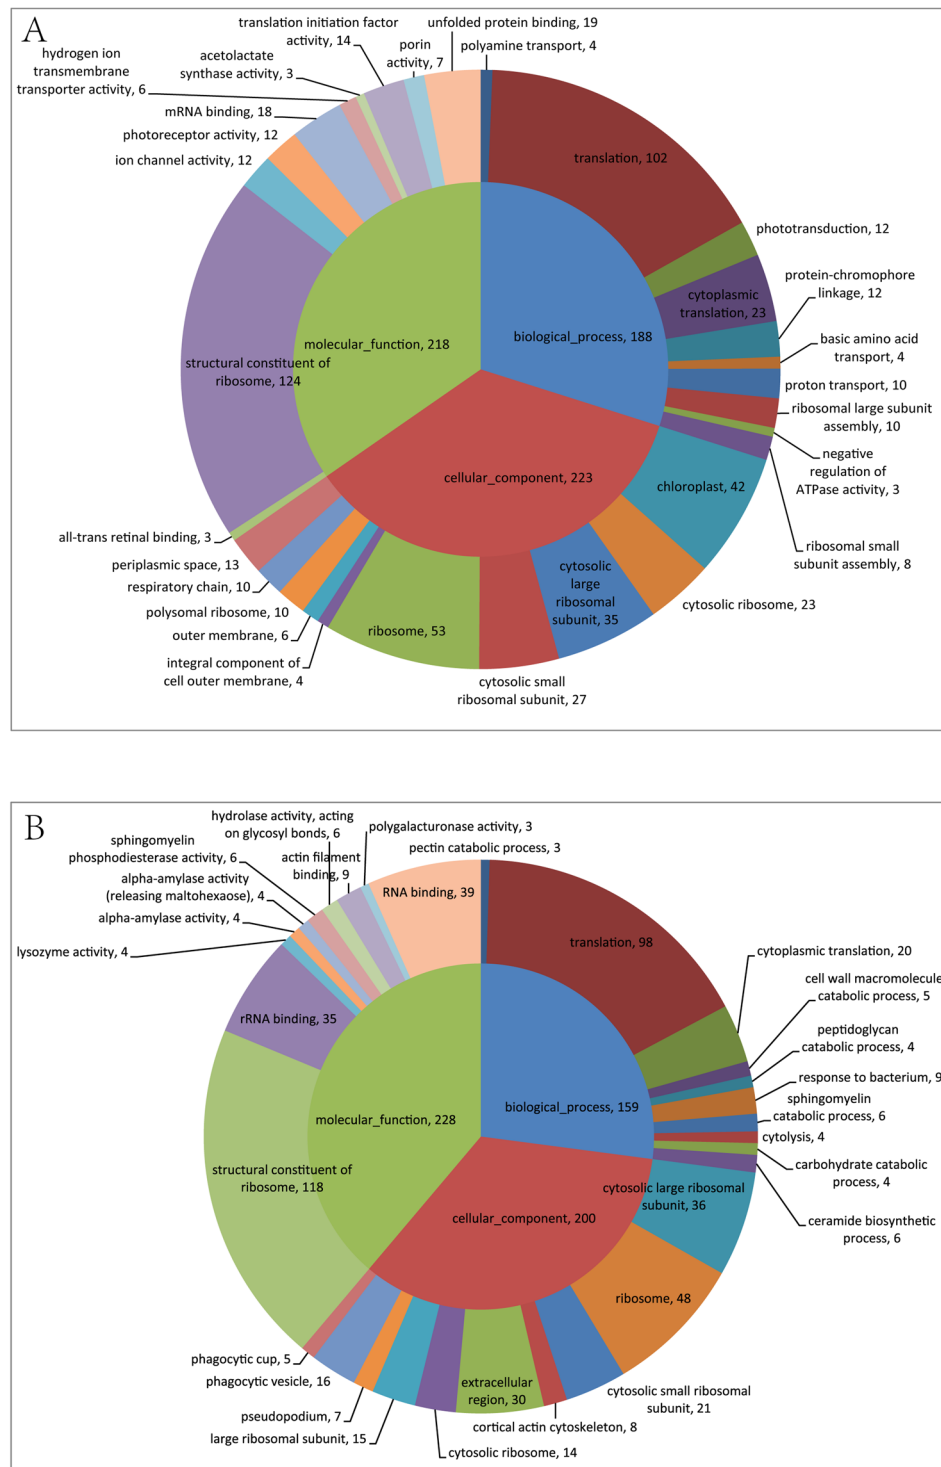 A
translation initiation factor
activity, 14
unfolded protein binding, 19
polyamine transport, 4
porin
activity, 7
acetolactate
synthase activity, 3
hydrogen ion
transmembrane
transporter activity, 6
mRNA binding, 18
photoreceptor activity, 12
ion channel activity, 12
translation, 102
phototransduction, 12
protein-chromophore
linkage, 12
cytoplasmic
translation, 23
basic amino acid
transport, 4
proton transport, 10
ribosomal large subunit
assembly, 10
negative
regulation of
ATPase activity, 3
ribosomal small
subunit assembly, 8
biological_process, 188
molecular_function, 218
structural constituent of
ribosome, 124
cellular_component, 223
chloroplast, 42
cytosolic ribosome, 23
cytosolic
large
ribosomal
subunit, 35
cytosolic small
ribosomal subunit, 27
ribosome, 53
all-trans retinal binding, 3
periplasmic space, 13
respiratory chain, 10
polysomal ribosome, 10
outer membrane, 6
integral component of
cell outer membrane, 4
B
hydrolase activity, acting
on glycosyl bonds, 6
polygalacturonase activity, 3
pectin catabolic process, 3
sphingomyelin
phosphodiesterase activity, 6
actin filament
binding, 9
RNA binding, 39
alpha-amylase activity
(releasing maltohexaose), 4
alpha-amylase activity, 4
lysozyme activity, 4
rRNA binding, 35
translation, 98
cytoplasmic translation, 20
cell wall macromolecule
catabolic process, 5
peptidoglycan
catabolic process, 4
response to bacterium, 9
sphingomyelin
catabolic process, 6
cytolysis, 4
carbohydrate catabolic
process, 4
ceramide biosynthetic
process, 6
biological_process, 159
molecular_function, 228
structural constituent of
ribosome, 118
cellular_component, 200
cytosolic large ribosomal
subunit, 36
ribosome, 48
cytosolic small ribosomal
subunit, 21
cortical actin cytoskeleton, 8
extracellular
region, 30
cytosolic ribosome, 14
phagocytic cup, 5
phagocytic vesicle, 16
pseudopodium, 7
large ribosomal subunit, 15